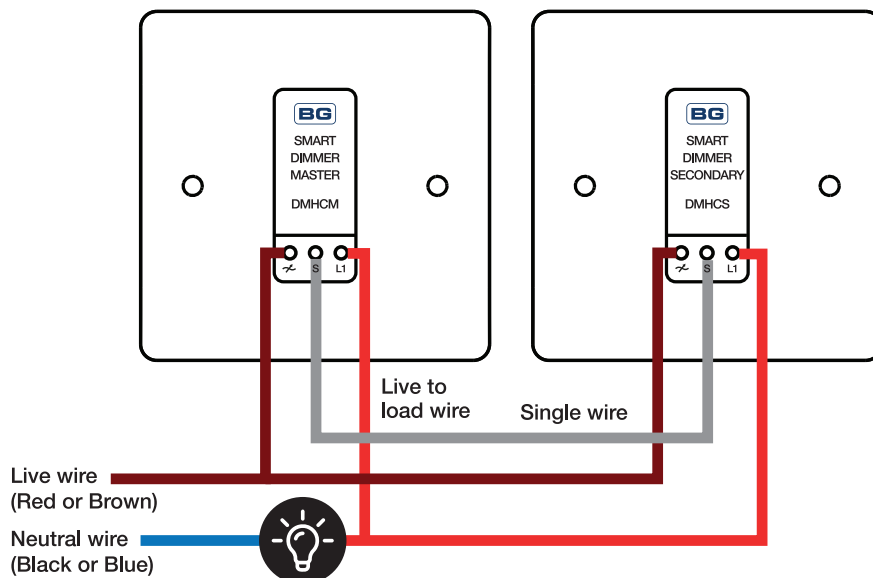 BG
SMART
DIMMER
MASTER
DMHCM
S L1
BG
SMART
DIMMER
SECONDARY
DMHCS
S L1
Live to
load wire
Single wire
Live wire
(Red or Brown)
Neutral wire
(Black or Blue)